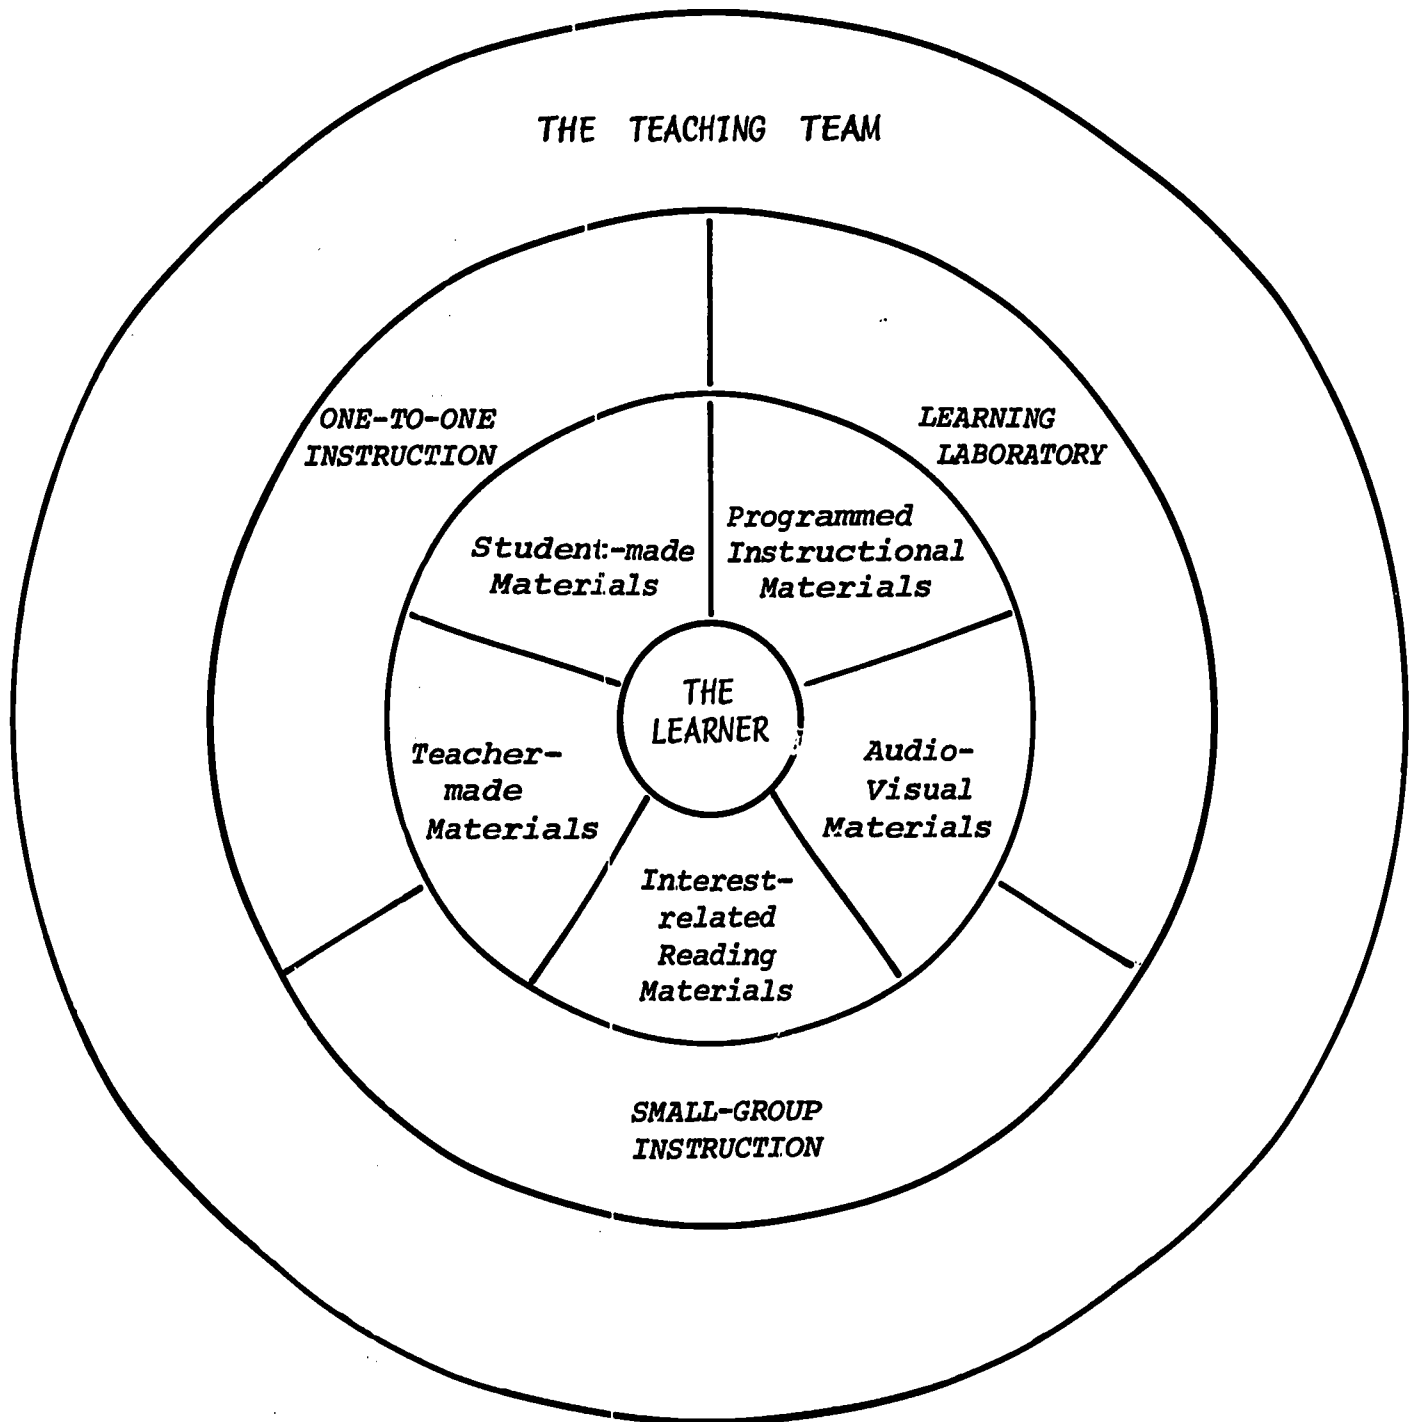 THE TEACHING TEAM
ONE-TO-ONE
INSTRUCTION
LEARNING
LABORATORY
Student-made
Materials
Programmed
Instructional
Materials
THE
LEARNER
Teacher-
made
Materials
Audio-
Visual
Materials
Interest-
related
Reading
Materials
SMALL-GROUP
INSTRUCTION